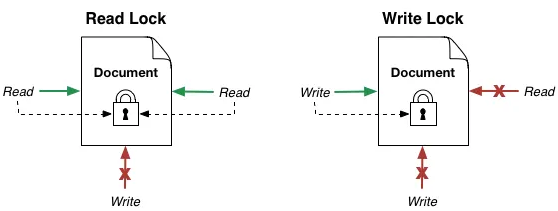 Read Lock
Write Lock
Document
Document
Read
Read
Write
Read
Write
Write